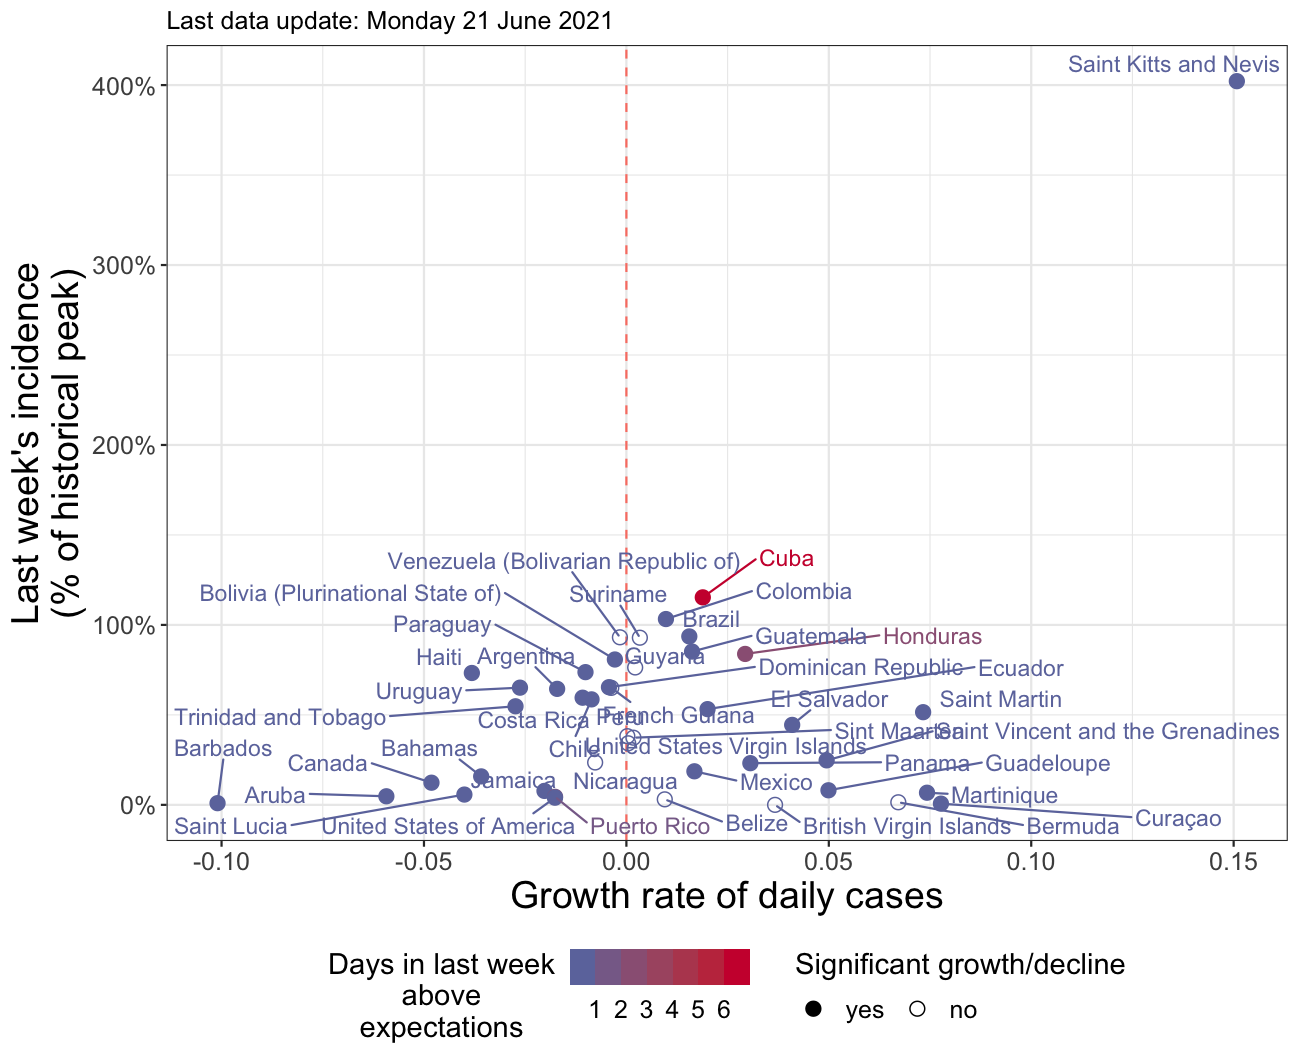 Last data update: Monday 21 June 2021
Last week's incidence
(% of historical peak)
400%
300%
200%
100%
0%
Saint Kitts and Nevis
Venezuela (Bolivarian Republic of)
Cuba
Bolivia (Plurinational State of)
Suriname
Colombia
Paraguay
Brazil
Guatemala
Honduras
Haiti
Argentina
Guyana
Dominican Republic
Ecuador
Uruguay
El Salvador
Saint Martin
Trinidad and Tobago
Costa Rica
Peru
French Guiana
Sint Maarten
Saint Vincent and the Grenadines
Barbados
Bahamas
Chile
United States Virgin Islands
Canada
Panama
Guadeloupe
Aruba
Jamaica
Nicaragua
Mexico
Martinique
Saint Lucia
United States of America
Puerto Rico
Belize
British Virgin Islands
Bermuda
Curaçao
-0.10
-0.05
0.00
0.05
0.10
0.15
Growth rate of daily cases
Days in last week
above
expectations
1 2 3 4 5 6
Significant growth/decline
yes
no